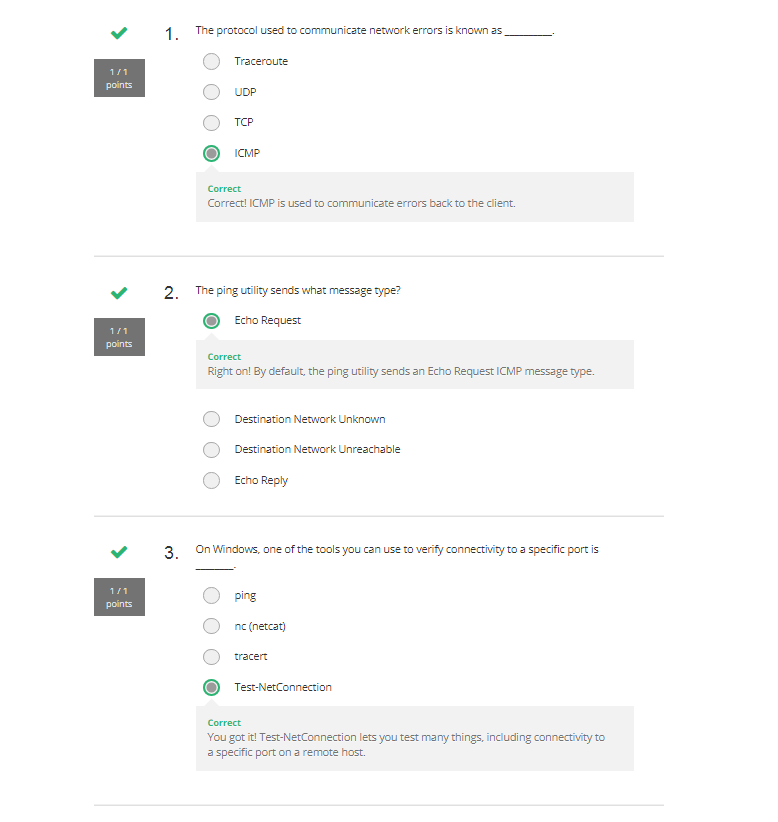 1. The protocol used to communicate network errors is known as ________.
1 / 1
points
Traceroute
UDP
TCP
ICMP
Correct
Correct! ICMP is used to communicate errors back to the client.
2. The ping utility sends what message type?
1 / 1
points
Echo Request
Correct
Right on! By default, the ping utility sends an Echo Request ICMP message type.
Destination Network Unknown
Destination Network Unreachable
Echo Reply
3. On Windows, one of the tools you can use to verify connectivity to a specific port is
_______.
1 / 1
points
ping
nc (netcat)
tracert
Test-NetConnection
Correct
You got it! Test-NetConnection lets you test many things, including connectivity to
a specific port on a remote host.